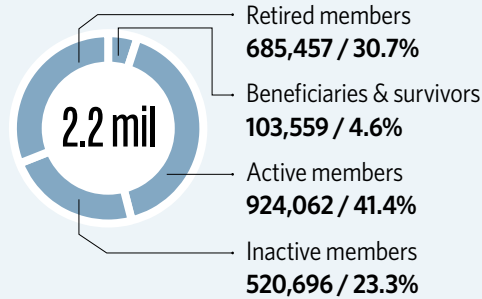 2.2 mil
Retired members
685,457 / 30.7%
Beneficiaries & survivors
103,559 / 4.6%
Active members
924,062 / 41.4%
Inactive members
520,696 / 23.3%